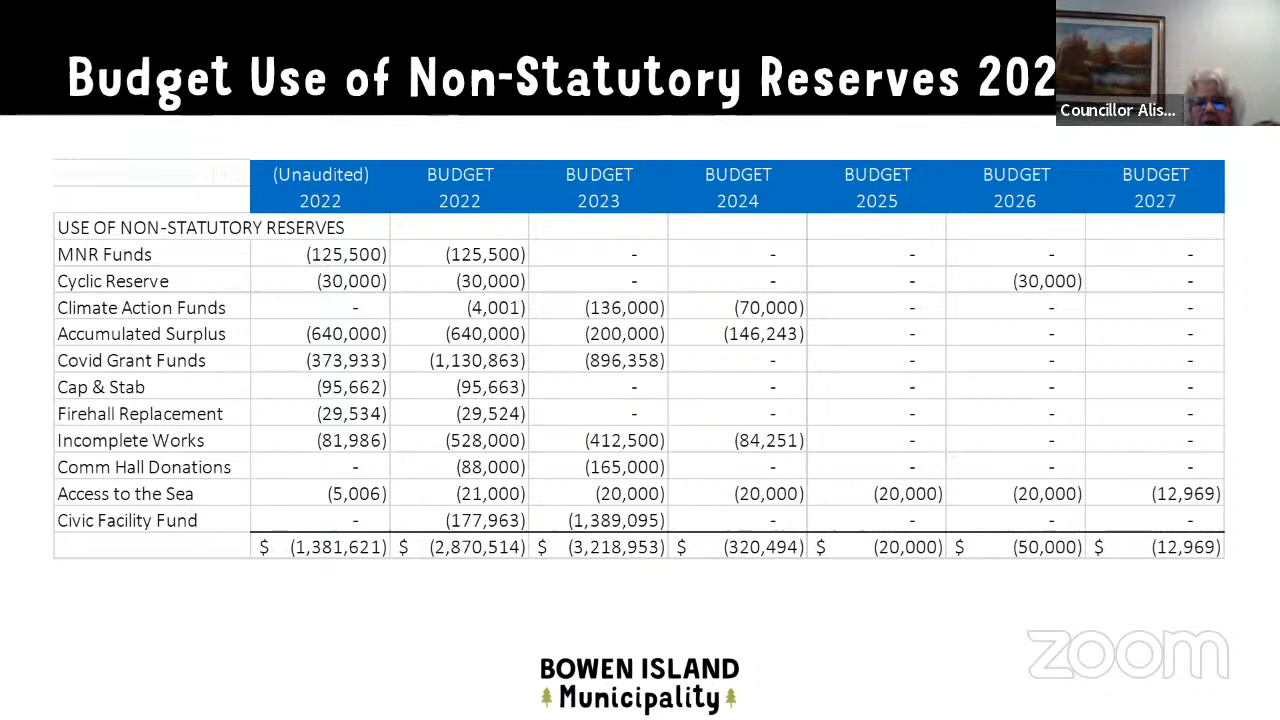 Budget Use of Non-Statutory Reserves 202
Councillor Alis...
(Unaudited) BUDGET BUDGET BUDGET BUDGET BUDGET BUDGET
2022 2022 2023 2024 2025 2026 2027
USE OF NON-STATUTORY RESERVES
MNR Funds (125,500) (125,500) - - - - -
Cyclic Reserve (30,000) (30,000) - - - (30,000) -
Climate Action Funds - (4,001) (136,000) (70,000) - - -
Accumulated Surplus (640,000) (640,000) (200,000) (146,243) - - -
Covid Grant Funds (373,933) (1,130,863) (896,358) - - - -
Cap & Stab (95,662) (95,663) - - - - -
Firehall Replacement (29,534) (29,524) - - - - -
Incomplete Works (81,986) (528,000) (412,500) (84,251) - - -
Comm Hall Donations - (88,000) (165,000) - - - -
Access to the Sea (5,006) (21,000) (20,000) (20,000) (20,000) (20,000) (12,969)
Civic Facility Fund - (177,963) (1,389,095) - - - -
$ (1,381,621) $ (2,870,514) $ (3,218,953) $ (320,494) $ (20,000) $ (50,000) $ (12,969)
zoom
BOWEN ISLAND
Municipality